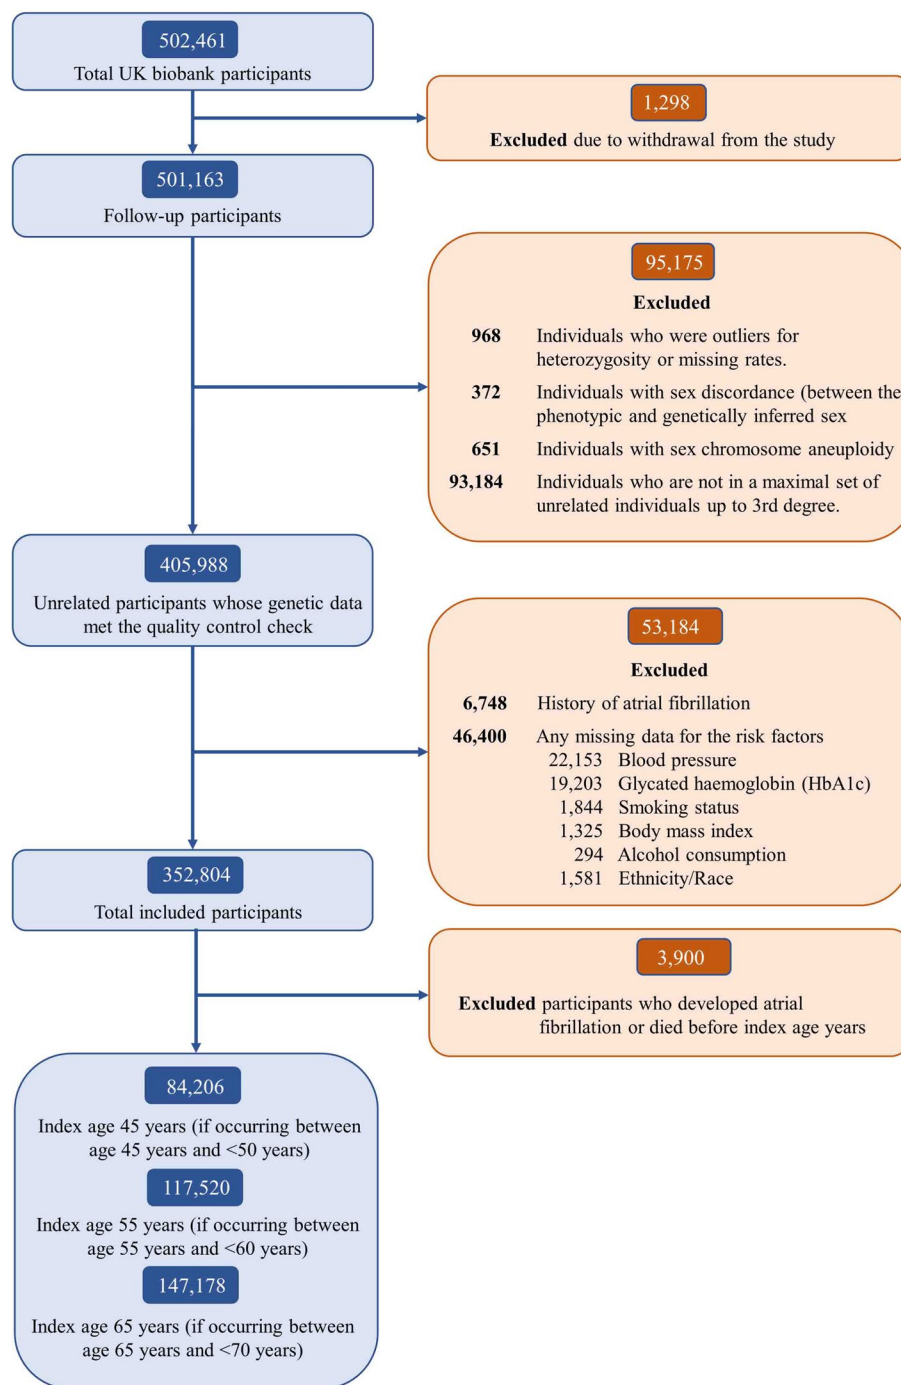 502,461
Total UK biobank participants
1,298
Excluded due to withdrawal from the study
501,163
Follow-up participants
95,175
Excluded
968 Individuals who were outliers for
heterozygosity or missing rates.
372 Individuals with sex discordance (between the
phenotypic and genetically inferred sex
651 Individuals with sex chromosome aneuploidy
93,184 Individuals who are not in a maximal set of
unrelated individuals up to 3rd degree.
405,988
Unrelated participants whose genetic data
met the quality control check
53,184
Excluded
6,748 History of atrial fibrillation
46,400 Any missing data for the risk factors
22,153 Blood pressure
19,203 Glycated haemoglobin (HbA1c)
1,844 Smoking status
1,325 Body mass index
294 Alcohol consumption
1,581 Ethnicity/Race
352,804
Total included participants
3,900
Excluded participants who developed atrial
fibrillation or died before index age years
84,206
Index age 45 years (if occurring between
age 45 years and <50 years)
117,520
Index age 55 years (if occurring between
age 55 years and <60 years)
147,178
Index age 65 years (if occurring between
age 65 years and <70 years)